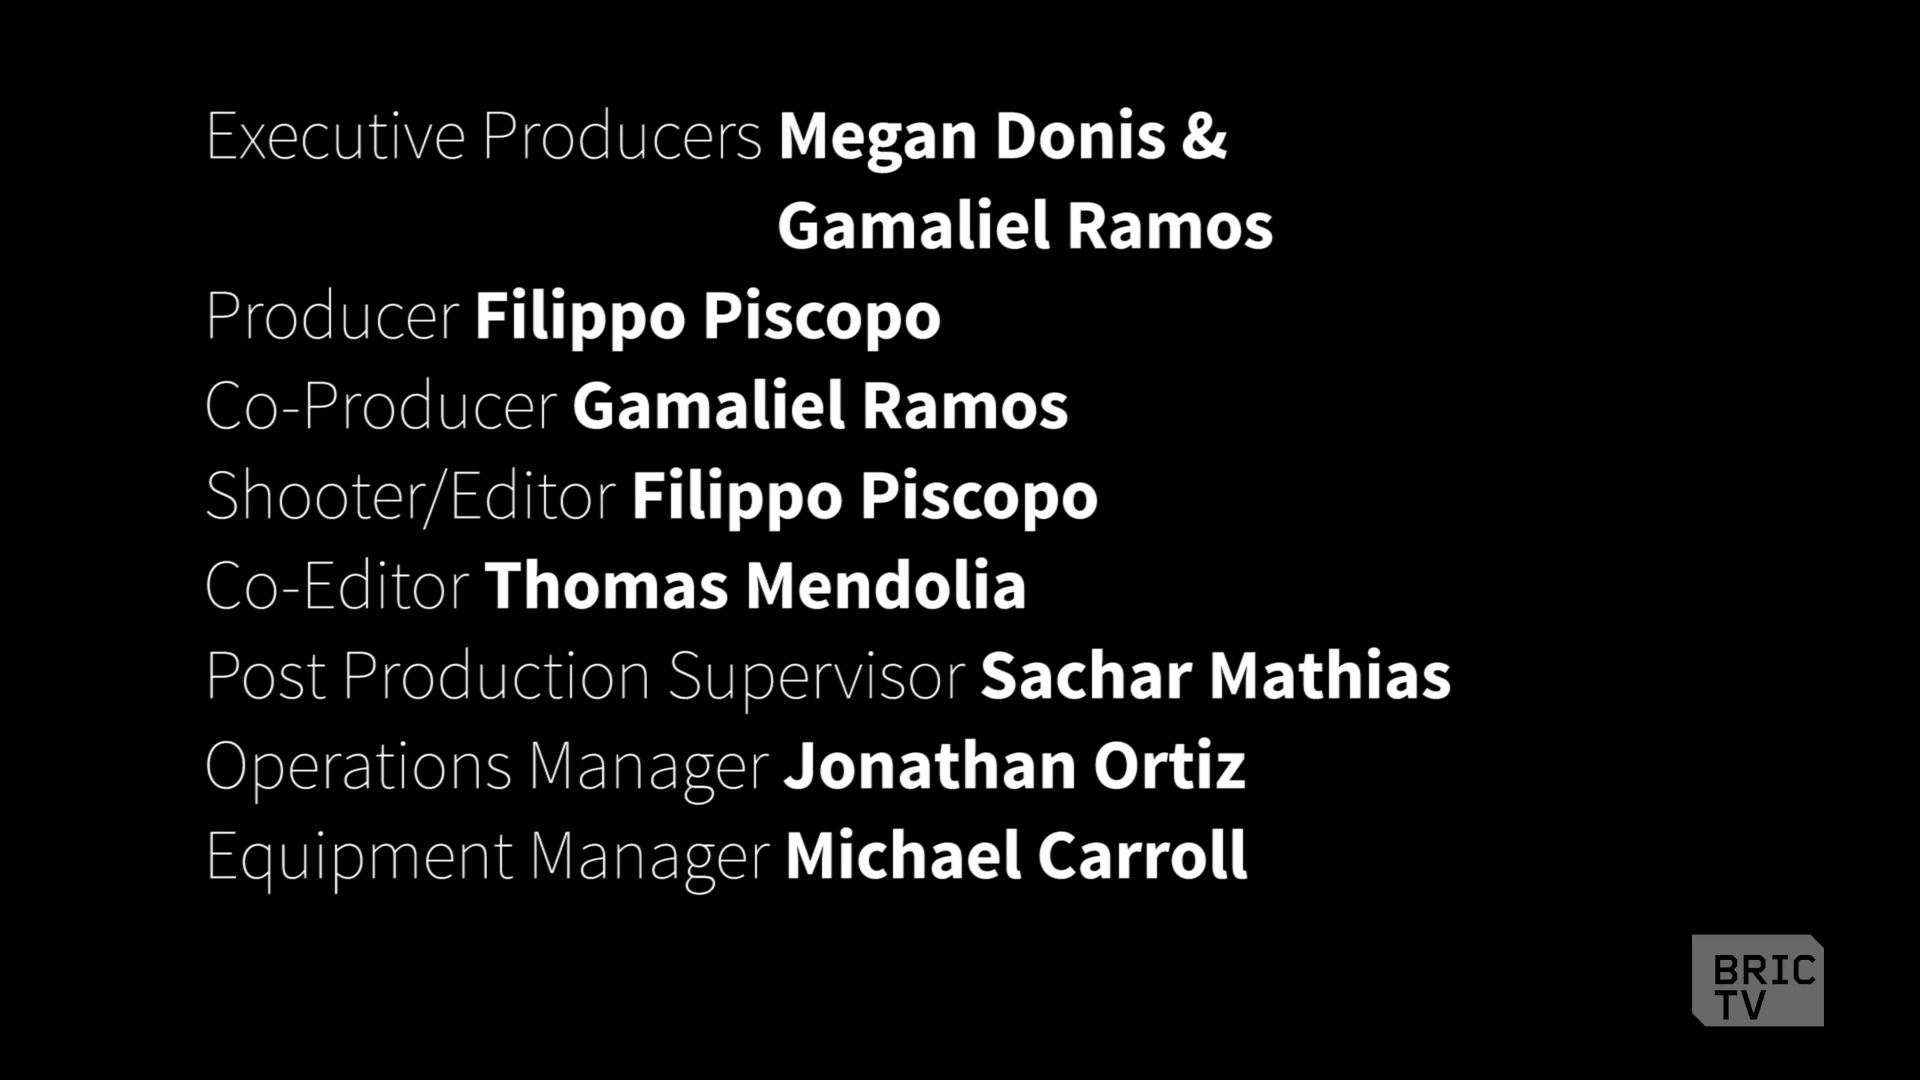 Executive Producers Megan Donis &
Gamaliel Ramos
Producer Filippo Piscopo
Co-Producer Gamaliel Ramos
Shooter/Editor Filippo Piscopo
Co-Editor Thomas Mendolia
Post Production Supervisor Sachar Mathias
Operations Manager Jonathan Ortiz
Equipment Manager Michael Carroll
BRIC
TV